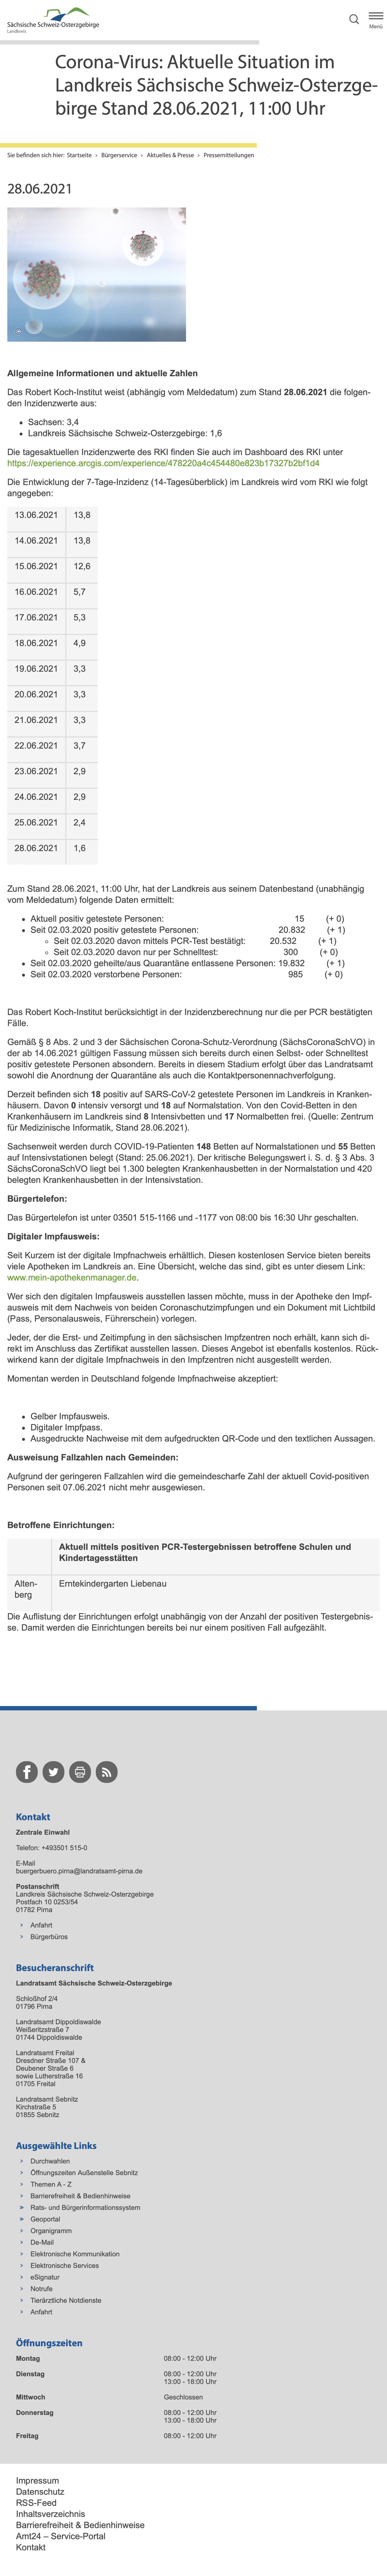 Sächsische Schweiz-Osterzgebirge
Landkreis
Menü
Corona-Virus: Aktuelle Situation im
Landkreis Sächsische Schweiz-Osterzge-
birge Stand 28.06.2021, 11:00 Uhr
Sie befinden sich hier: Startseite › Bürgerservice › Aktuelles & Presse › Pressemitteilungen
28.06.2021
Allgemeine Informationen und aktuelle Zahlen
Das Robert Koch-Institut weist (abhängig vom Meldedatum) zum Stand 28.06.2021 die folgen-
den Inzidenzwerte aus:
Sachsen: 3,4
Landkreis Sächsische Schweiz-Osterzgebirge: 1,6
Die tagesaktuellen Inzidenzwerte des RKI finden Sie auch im Dashboard des RKI unter
https://experience.arcgis.com/experience/478220a4c454480e823b17327b2bf1d4
Die Entwicklung der 7-Tage-Inzidenz (14-Tagesüberblick) im Landkreis wird vom RKI wie folgt
angegeben:
13.06.2021 13,8
14.06.2021 13,8
15.06.2021 12,6
16.06.2021 5,7
17.06.2021 5,3
18.06.2021 4,9
19.06.2021 3,3
20.06.2021 3,3
21.06.2021 3,3
22.06.2021 3,7
23.06.2021 2,9
24.06.2021 2,9
25.06.2021 2,4
28.06.2021 1,6
Zum Stand 28.06.2021, 11:00 Uhr, hat der Landkreis aus seinem Datenbestand (unabhängig
vom Meldedatum) folgende Daten ermittelt:
Aktuell positiv getestete Personen: 15 (+ 0)
Seit 02.03.2020 positiv getestete Personen: 20.832 (+ 1)
Seit 02.03.2020 davon mittels PCR-Test bestätigt: 20.532 (+ 1)
Seit 02.03.2020 davon nur per Schnelltest: 300 (+ 0)
Seit 02.03.2020 geheilte/aus Quarantäne entlassene Personen: 19.832 (+ 1)
Seit 02.03.2020 verstorbene Personen: 985 (+ 0)
Das Robert Koch-Institut berücksichtigt in der Inzidenzberechnung nur die per PCR bestätigten
Fälle.
Gemäß § 8 Abs. 2 und 3 der Sächsischen Corona-Schutz-Verordnung (SächsCoronaSchVO) in
der ab 14.06.2021 gültigen Fassung müssen sich bereits durch einen Selbst- oder Schnelltest
positiv getestete Personen absondern. Bereits in diesem Stadium erfolgt über das Landratsamt
sowohl die Anordnung der Quarantäne als auch die Kontaktpersonennachverfolgung.
Derzeit befinden sich 18 positiv auf SARS-CoV-2 getestete Personen im Landkreis in Kranken-
häusern. Davon 0 intensiv versorgt und 18 auf Normalstation. Von den Covid-Betten in den
Krankenhäusern im Landkreis sind 8 Intensivbetten und 17 Normalbetten frei. (Quelle: Zentrum
für Medizinische Informatik, Stand 28.06.2021).
Sachsenweit werden durch COVID-19-Patienten 148 Betten auf Normalstationen und 55 Betten
auf Intensivstationen belegt (Stand: 25.06.2021). Der kritische Belegungswert i. S. d. § 3 Abs. 3
SächsCoronaSchVO liegt bei 1.300 belegten Krankenhausbetten in der Normalstation und 420
belegten Krankenhausbetten in der Intensivstation.
Bürgertelefon:
Das Bürgertelefon ist unter 03501 515-1166 und -1177 von 08:00 bis 16:30 Uhr geschalten.
Digitaler Impfausweis:
Seit Kurzem ist der digitale Impfnachweis erhältlich. Diesen kostenlosen Service bieten bereits
viele Apotheken im Landkreis an. Eine Übersicht, welche das sind, gibt es unter diesem Link:
www.mein-apothekenmanager.de.
Wer sich den digitalen Impfausweis ausstellen lassen möchte, muss in der Apotheke den Impf-
ausweis mit dem Nachweis von beiden Coronaschutzimpfungen und ein Dokument mit Lichtbild
(Pass, Personalausweis, Führerschein) vorlegen.
Jeder, der die Erst- und Zeitimpfung in den sächsischen Impfzentren noch erhält, kann sich di-
rekt im Anschluss das Zertifikat ausstellen lassen. Dieses Angebot ist ebenfalls kostenlos. Rück-
wirkend kann der digitale Impfnachweis in den Impfzentren nicht ausgestellt werden.
Momentan werden in Deutschland folgende Impfnachweise akzeptiert:
Gelber Impfausweis.
Digitaler Impfpass.
Ausgedruckte Nachweise mit dem aufgedruckten QR-Code und den textlichen Aussagen.
Ausweisung Fallzahlen nach Gemeinden:
Aufgrund der geringeren Fallzahlen wird die gemeindescharfe Zahl der aktuell Covid-positiven
Personen seit 07.06.2021 nicht mehr ausgewiesen.
Betroffene Einrichtungen:
Aktuell mittels positiven PCR-Testergebnissen betroffene Schulen und
Kindertagesstätten
Alten- Erntekindergarten Liebenau
berg
Die Auflistung der Einrichtungen erfolgt unabhängig von der Anzahl der positiven Testergebnis-
se. Damit werden die Einrichtungen bereits bei nur einem positiven Fall aufgezählt.
Kontakt
Zentrale Einwahl
Telefon: +493501 515-0
E-Mail
buergerbuero.pirna@landratsamt-pirna.de
Postanschrift
Landkreis Sächsische Schweiz-Osterzgebirge
Postfach 10 0253/54
01782 Pirna
Anfahrt
Bürgerbüros
Besucheranschrift
Landratsamt Sächsische Schweiz-Osterzgebirge
Schloßhof 2/4
01796 Pirna
Landratsamt Dippoldiswalde
Weißeritzstraße 7
01744 Dippoldiswalde
Landratsamt Freital
Dresdner Straße 107 &
Deubener Straße 6
sowie Lutherstraße 16
01705 Freital
Landratsamt Sebnitz
Kirchstraße 5
01855 Sebnitz
Ausgewählte Links
Durchwahlen
Öffnungszeiten Außenstelle Sebnitz
Themen A - Z
Barrierefreiheit & Bedienhinweise
Rats- und Bürgerinformationssystem
Geoportal
Organigramm
De-Mail
Elektronische Kommunikation
Elektronische Services
eSignatur
Notrufe
Tierärztliche Notdienste
Anfahrt
Öffnungszeiten
Montag 08:00 - 12:00 Uhr
Dienstag 08:00 - 12:00 Uhr
13:00 - 18:00 Uhr
Mittwoch Geschlossen
Donnerstag 08:00 - 12:00 Uhr
13:00 - 18:00 Uhr
Freitag 08:00 - 12:00 Uhr
Impressum
Datenschutz
RSS-Feed
Inhaltsverzeichnis
Barrierefreiheit & Bedienhinweise
Amt24 – Service-Portal
Kontakt